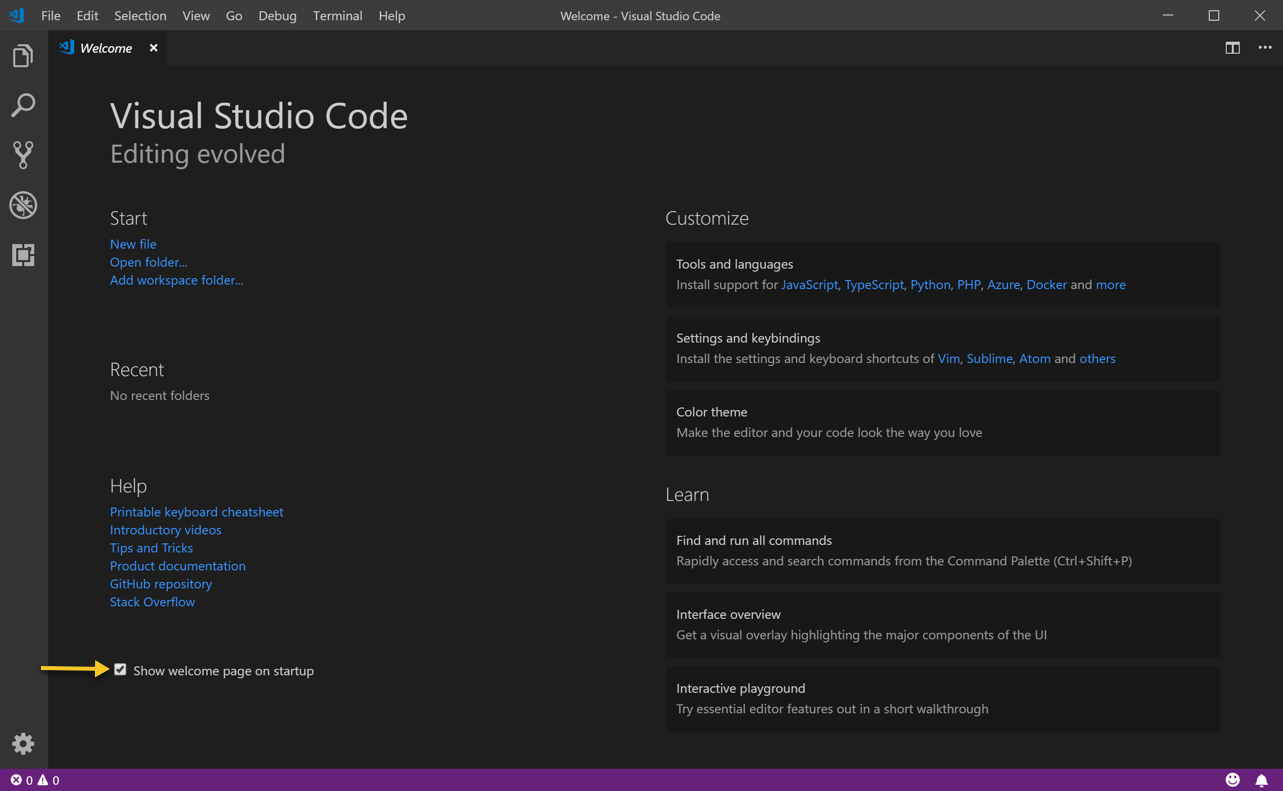 File Edit Selection View Go Debug Terminal Help
Welcome - Visual Studio Code
Welcome
Visual Studio Code
Editing evolved
Start
New file
Open folder...
Add workspace folder...
Recent
No recent folders
Help
Printable keyboard cheatsheet
Introductory videos
Tips and Tricks
Product documentation
GitHub repository
Stack Overflow
Show welcome page on startup
Customize
Tools and languages
Install support for JavaScript, TypeScript, Python, PHP, Azure, Docker and more
Settings and keybindings
Install the settings and keyboard shortcuts of Vim, Sublime, Atom and others
Color theme
Make the editor and your code look the way you love
Learn
Find and run all commands
Rapidly access and search commands from the Command Palette (Ctrl+Shift+P)
Interface overview
Get a visual overlay highlighting the major components of the UI
Interactive playground
Try essential editor features out in a short walkthrough
0 0